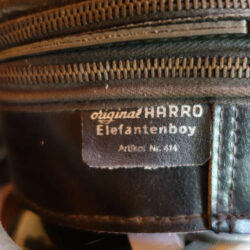 original HARRO
Elefantenboy
Artikel Nr. 414